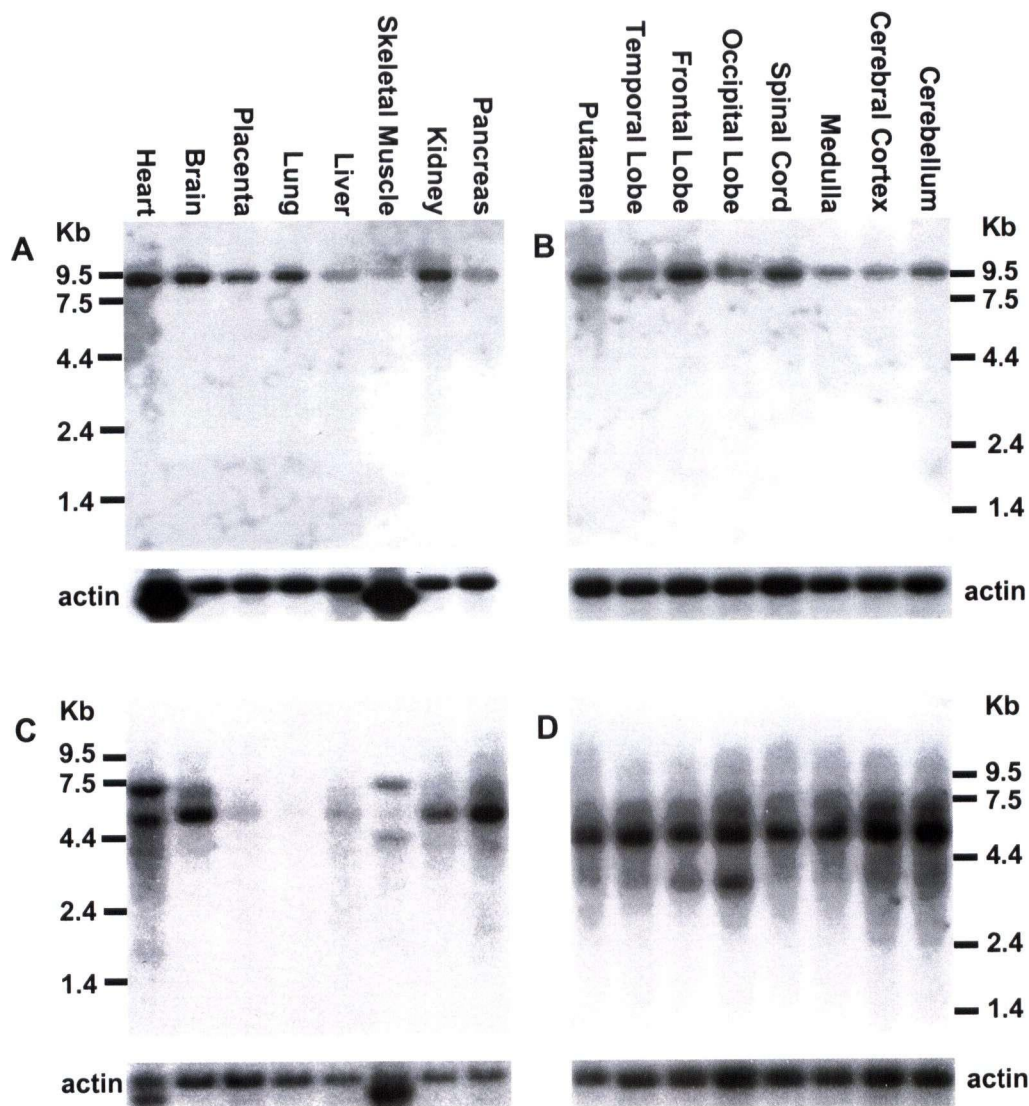 Heart
Brain
Placenta
Lung
Liver
Skeletal Muscle
Kidney
Pancreas
Putamen
Temporal Lobe
Frontal Lobe
Occipital Lobe
Spinal Cord
Medulla
Cerebral Cortex
Cerebellum
A
Kb
9.5
7.5
4.4
2.4
1.4
actin
B
Kb
9.5
7.5
4.4
2.4
1.4
actin
C
Kb
9.5
7.5
4.4
2.4
1.4
actin
D
Kb
9.5
7.5
4.4
2.4
1.4
actin